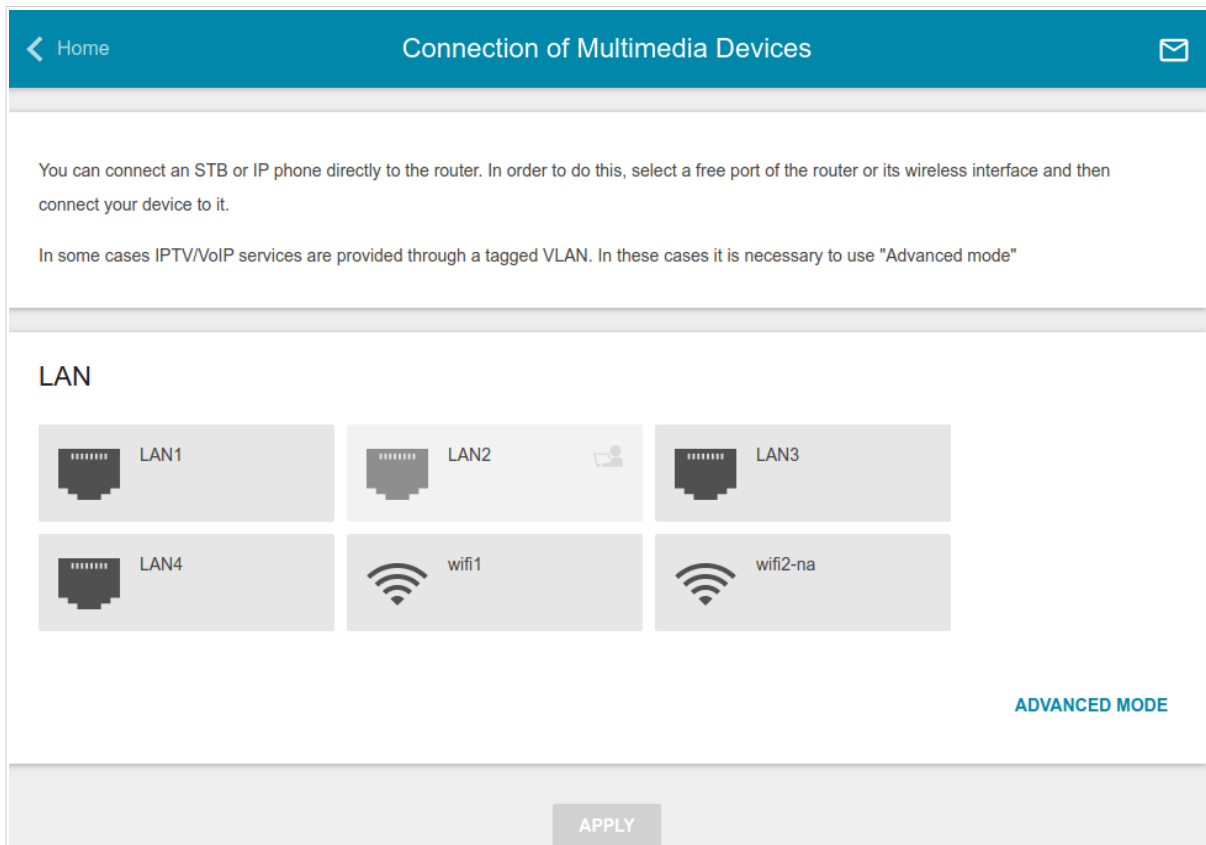 Home
Connection of Multimedia Devices
You can connect an STB or IP phone directly to the router. In order to do this, select a free port of the router or its wireless interface and then
connect your device to it.
In some cases IPTV/VoIP services are provided through a tagged VLAN. In these cases it is necessary to use "Advanced mode"
LAN
LAN1
LAN2
LAN3
LAN4
wifi1
wifi2-na
ADVANCED MODE
APPLY